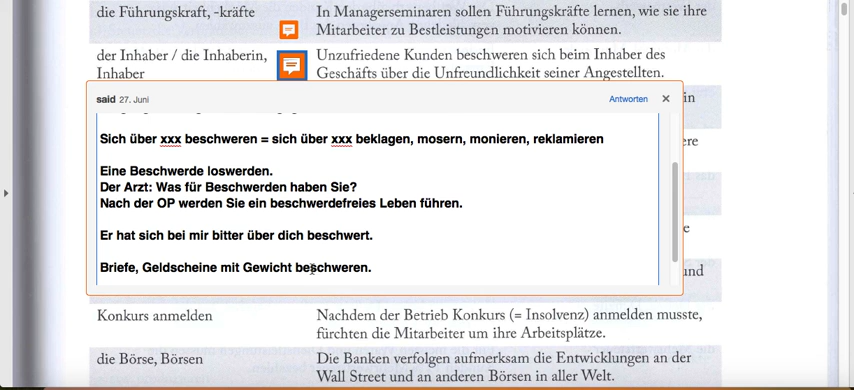 die Führungskraft, -kräfte
In Managerseminaren sollen Führungskräfte lernen, wie sie ihre
Mitarbeiter zu Bestleistungen motivieren können.
der Inhaber / die Inhaberin,
Inhaber
Unzufriedene Kunden beschweren sich beim Inhaber des
Geschäfts über die Unfreundlichkeit seiner Angestellten.
said 27. Juni
Antworten
in
Sich über xxx beschweren = sich über xxx beklagen, mosern, monieren, reklamieren
Eine Beschwerde loswerden.
Der Arzt: Was für Beschwerden haben Sie?
Nach der OP werden Sie ein beschwerdefreies Leben führen.
Er hat sich bei mir bitter über dich beschwert.
Briefe, Geldscheine mit Gewicht beschweren.
Konkurs anmelden
Nachdem der Betrieb Konkurs (= Insolvenz) anmelden musste,
fürchten die Mitarbeiter um ihre Arbeitsplätze.
die Börse, Börsen
Die Banken verfolgen aufmerksam die Entwicklungen an der
Wall Street und an anderen Börsen in aller Welt.